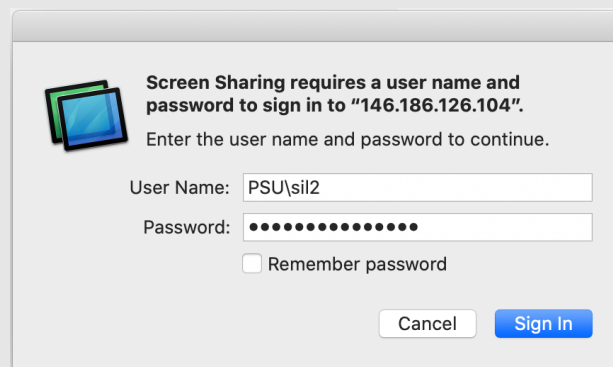 Screen Sharing requires a user name and
password to sign in to “146.186.126.104”.
Enter the user name and password to continue.
User Name: PSU\sil2
Password: •••••••••••••••
Remember password
Cancel Sign In